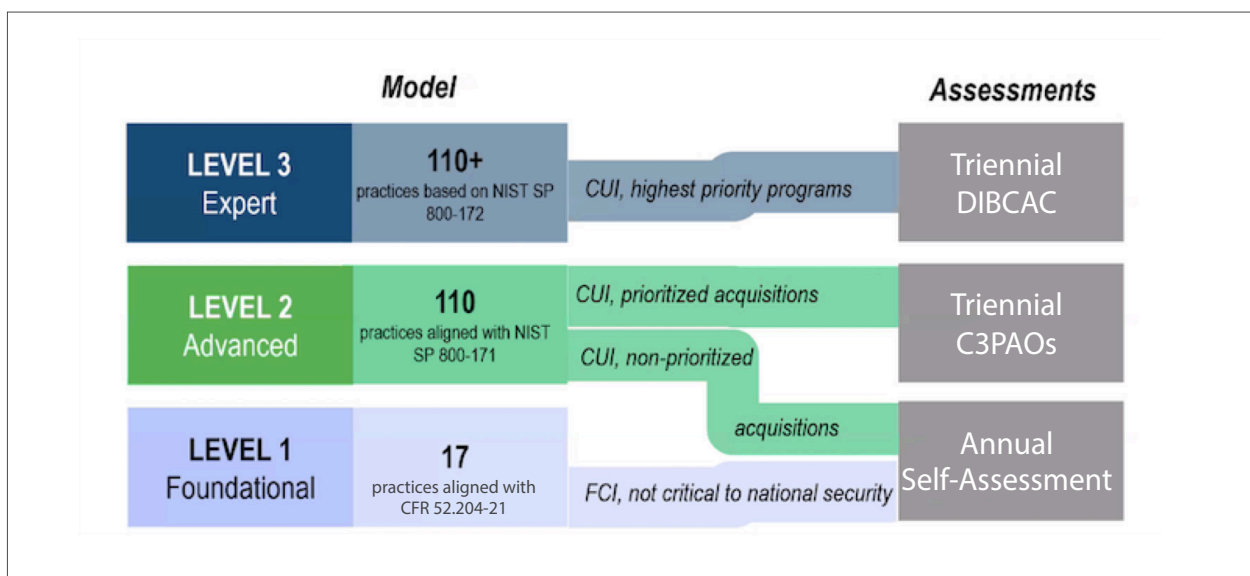 Model
Assessments
LEVEL 3
Expert
110+
practices based on NIST SP
800-172
CUI, highest priority programs
Triennial
DIBCAC
LEVEL 2
Advanced
110
practices aligned with NIST
SP 800-171
CUI, prioritized acquisitions
CUI, non-prioritized
acquisitions
Triennial
C3PAOs
LEVEL 1
Foundational
17
practices aligned with
CFR 52.204-21
FCI, not critical to national security
Annual
Self-Assessment